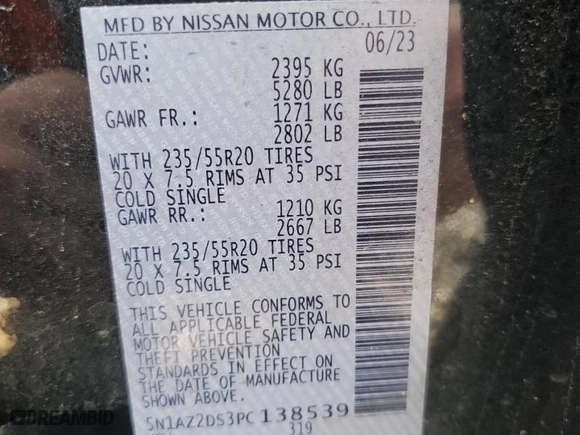 MFD BY NISSAN MOTOR CO., LTD.
DATE: 06/23
GVWR: 2395 KG
5280 LB
GAWR FR.: 1271 KG
2802 LB
WITH 235/55R20 TIRES
20 X 7.5 RIMS AT 35 PSI
COLD SINGLE
GAWR RR.: 1210 KG
2667 LB
WITH 235/55R20 TIRES
20 X 7.5 RIMS AT 35 PSI
COLD SINGLE
THIS VEHICLE CONFORMS TO
ALL APPLICABLE FEDERAL
MOTOR VEHICLE SAFETY AND
THEFT PREVENTION
STANDARDS IN EFFECT ON
THE DATE OF MANUFACTURE.
5N1AZ2DS3PC138539
319
DREAMBID